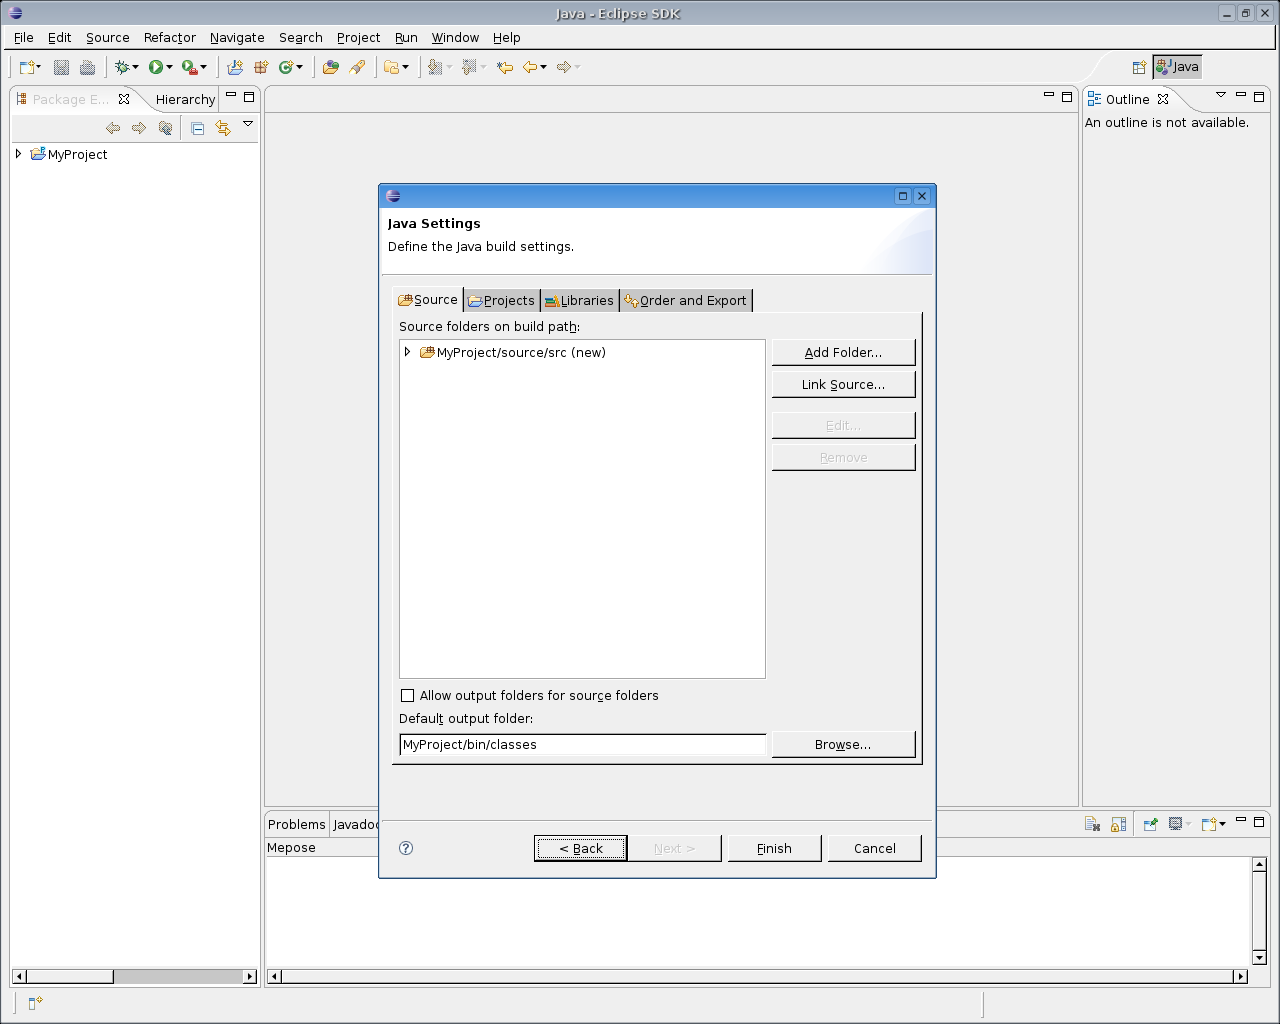 Java - Eclipse SDK
File Edit Source Refactor Navigate Search Project Run Window Help
Java
Package E... Hierarchy
Outline
An outline is not available.
MyProject
Java Settings
Define the Java build settings.
Source Projects Libraries Order and Export
Source folders on build path:
MyProject/source/src (new)
Add Folder...
Link Source...
Edit...
Remove
Allow output folders for source folders
Default output folder:
MyProject/bin/classes
Browse...
Problems Javadoc
Mepose
< Back Next > Finish Cancel